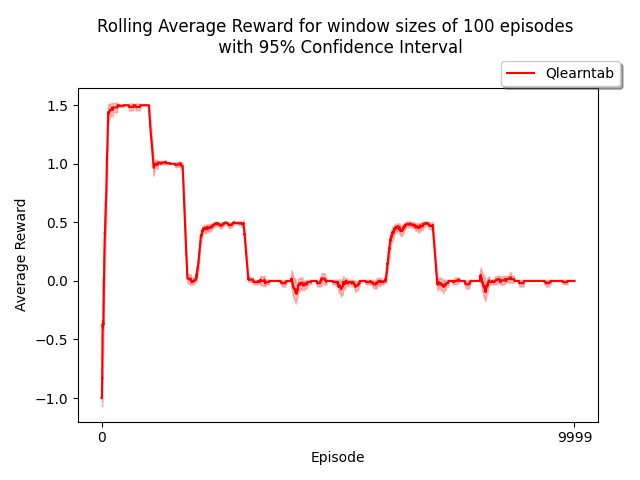 Rolling Average Reward for window sizes of 100 episodes
with 95% Confidence Interval
Qlearntab
1.5
1.0
0.5
0.0
−0.5
−1.0
Average Reward
0
9999
Episode